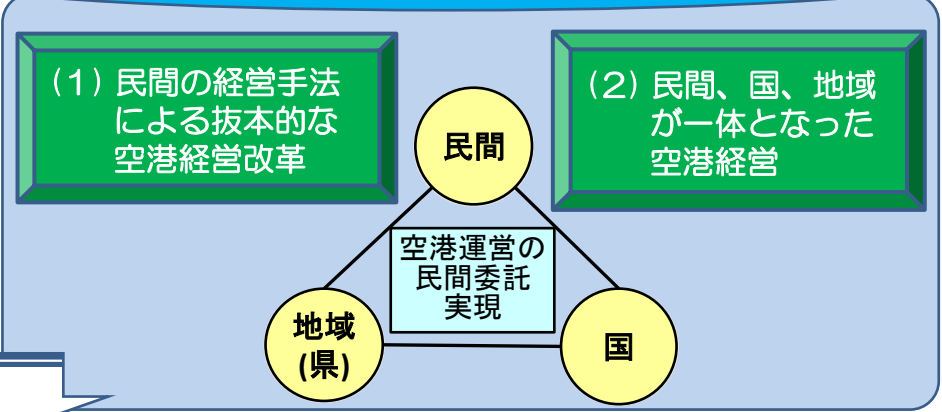 (1) 民間の経営手法
による抜本的な
空港経営改革
(2) 民間、国、地域
が一体となった
空港経営
民間
空港運営の
民間委託
実現
地域
(県)
国